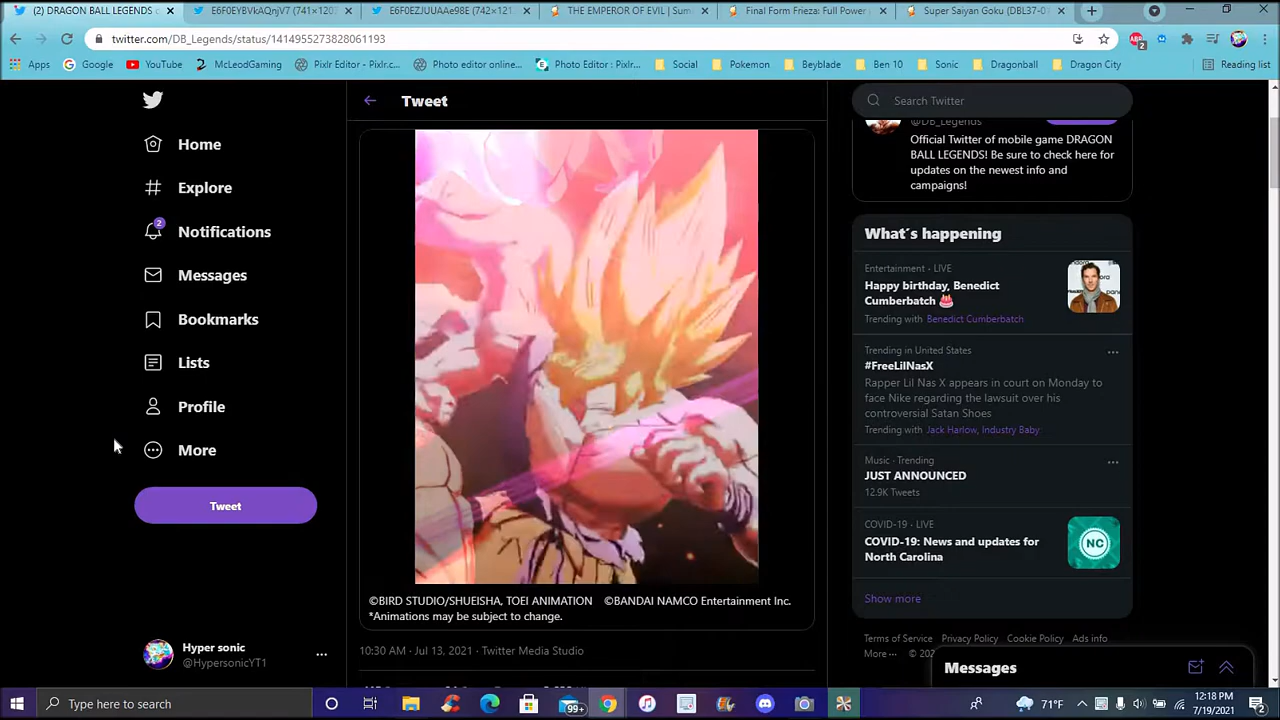 (2) DRAGON BALL LEGENDS
E6F0EYBVkAQnjV7 (741×1203
E6F0EZJUUAAe98E (742×121
THE EMPEROR OF EVIL | Sum
Final Form Frieza: Full Power
Super Saiyan Goku (DBL37-0
twitter.com/DB_Legends/status/1414955273828061193
Apps
Google
YouTube
McLeodGaming
Pixlr Editor - Pixlr.c...
Photo editor online...
Photo Editor : Pixlr...
Social
Pokemon
Beyblade
Ben 10
Sonic
Dragonball
Dragon City
Reading list
Home
Explore
2
Notifications
Messages
Bookmarks
Lists
Profile
More
Tweet
Hyper sonic
@HypersonicYT1
Tweet
©BIRD STUDIO/SHUEISHA, TOEI ANIMATION ©BANDAI NAMCO Entertainment Inc.
*Animations may be subject to change.
10:30 AM · Jul 13, 2021 · Twitter Media Studio
Search Twitter
@DB_Legends
Official Twitter of mobile game DRAGON
BALL LEGENDS! Be sure to check here for
updates on the newest info and
campaigns!
What's happening
Entertainment · LIVE
Happy birthday, Benedict
Cumberbatch 🎂
Trending with Benedict Cumberbatch
Trending in United States
#FreeLilNasX
Rapper Lil Nas X appears in court on Monday to
face Nike regarding the lawsuit over his
controversial Satan Shoes
Trending with Jack Harlow, Industry Baby
Music · Trending
JUST ANNOUNCED
12.9K Tweets
COVID-19 · LIVE
COVID-19: News and updates for
North Carolina
NC
Show more
Terms of Service Privacy Policy Cookie Policy Ads info
More ··· ©
Messages
Type here to search
99+
71°F
12:18 PM
7/19/2021
2